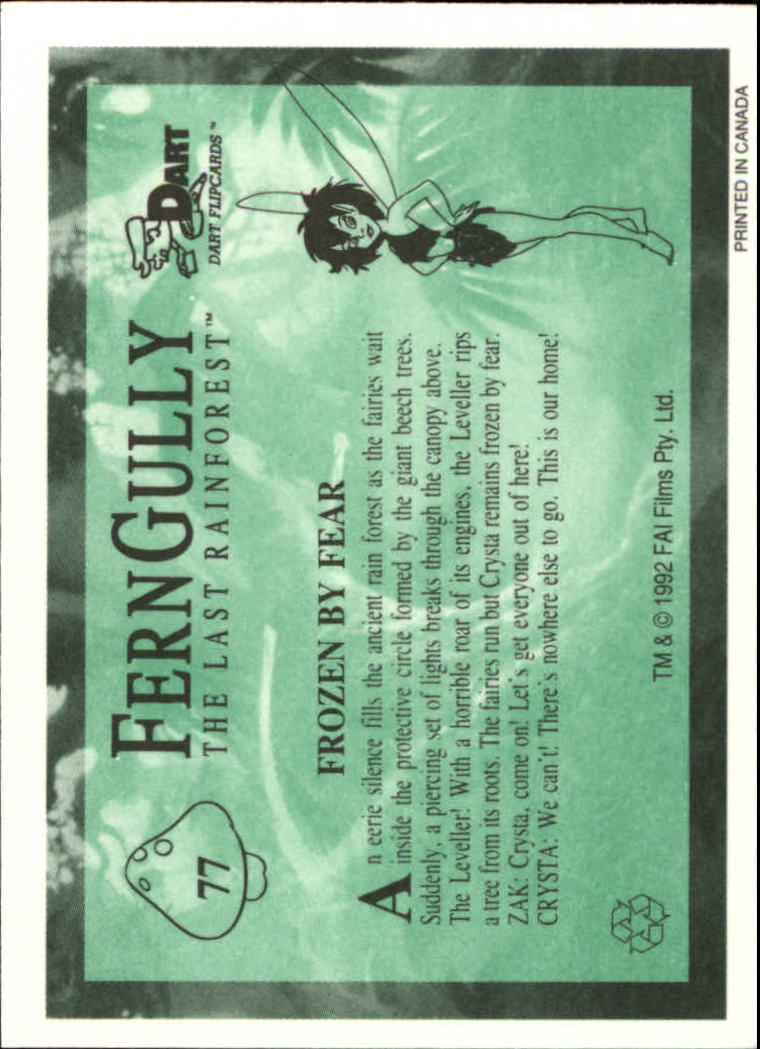 77
FERNGULLY
THE LAST RAINFOREST™
DART
DART FLIPCARDS™
FROZEN BY FEAR
An eerie silence fills the ancient rain forest as the fairies wait
inside the protective circle formed by the giant beech trees.
Suddenly, a piercing set of lights breaks through the canopy above.
The Leveller! With a horrible roar of its engines, the Leveller rips
a tree from its roots. The fairies run but Crysta remains frozen by fear.
ZAK: Crysta, come on! Let's get everyone out of here!
CRYSTA: We can't! There's nowhere else to go. This is our home!
TM & © 1992 FAI Films Pty. Ltd.
PRINTED IN CANADA